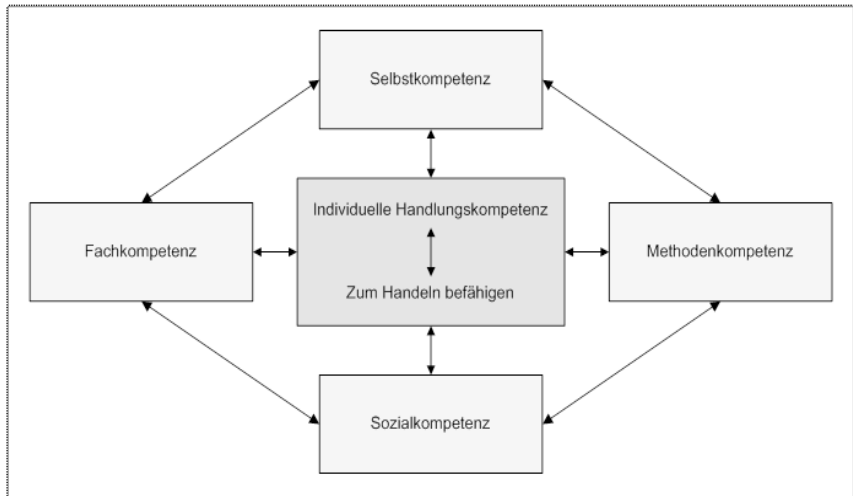 Selbstkompetenz
Individuelle Handlungskompetenz
Fachkompetenz
Methodenkompetenz
Zum Handeln befähigen
Sozialkompetenz